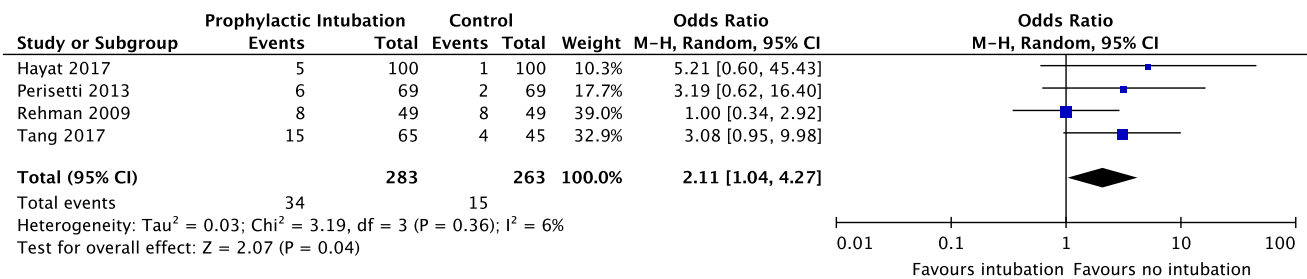 Prophylactic Intubation Control Odds Ratio Odds Ratio
Study or Subgroup Events Total Events Total Weight M-H, Random, 95% CI M-H, Random, 95% CI
Hayat 2017 5 100 1 100 10.3% 5.21 [0.60, 45.43]
Perisetti 2013 6 69 2 69 17.7% 3.19 [0.62, 16.40]
Rehman 2009 8 49 8 49 39.0% 1.00 [0.34, 2.92]
Tang 2017 15 65 4 45 32.9% 3.08 [0.95, 9.98]
Total (95% CI) 283 263 100.0% 2.11 [1.04, 4.27]
Total events 34 15
Heterogeneity: Tau² = 0.03; Chi² = 3.19, df = 3 (P = 0.36); I² = 6%
Test for overall effect: Z = 2.07 (P = 0.04)
0.01 0.1 1 10 100
Favours intubation Favours no intubation